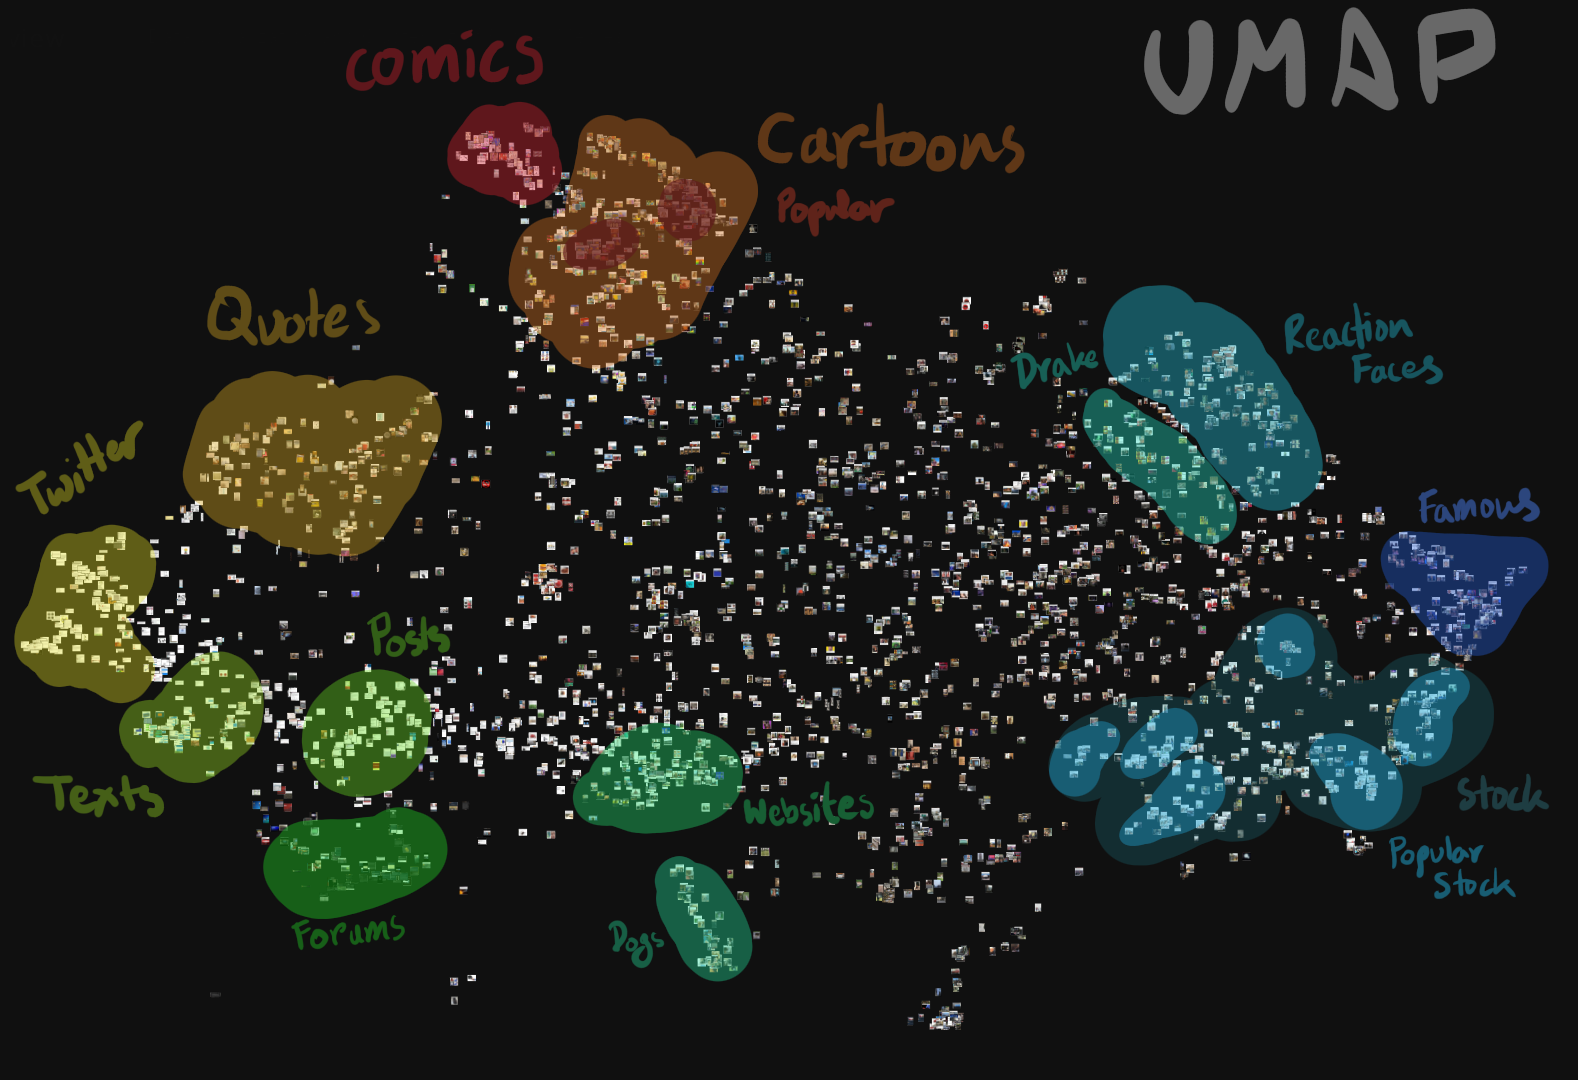 UMAP
comics
Cartoons
Popular
Quotes
Drake
Reaction
Faces
Twitter
Famous
Posts
Texts
Websites
Stock
Popular
Stock
Forums
Dogs